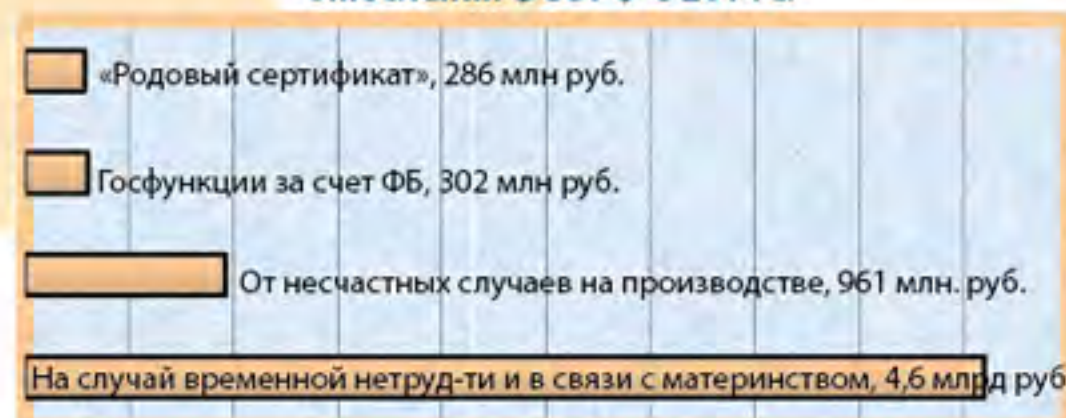 «Родовый сертификат», 286 млн руб.
Госфункции за счет ФБ, 302 млн руб.
От несчастных случаев на производстве, 961 млн. руб.
На случай временной нетруд-ти и в связи с материнством, 4,6 млрд руб